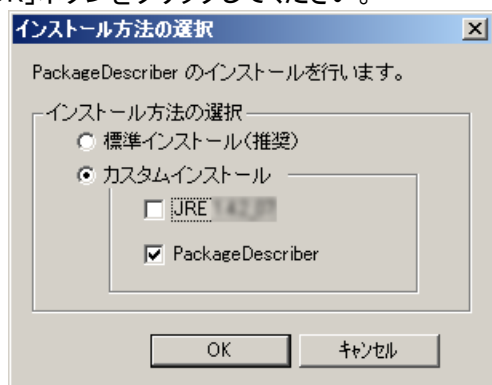 K]ボタンをクリックしてください。
インストール方法の選択
PackageDescriber のインストールを行います。
インストール方法の選択
標準インストール(推奨)
カスタムインストール
JRE
PackageDescriber
OK
キャンセル